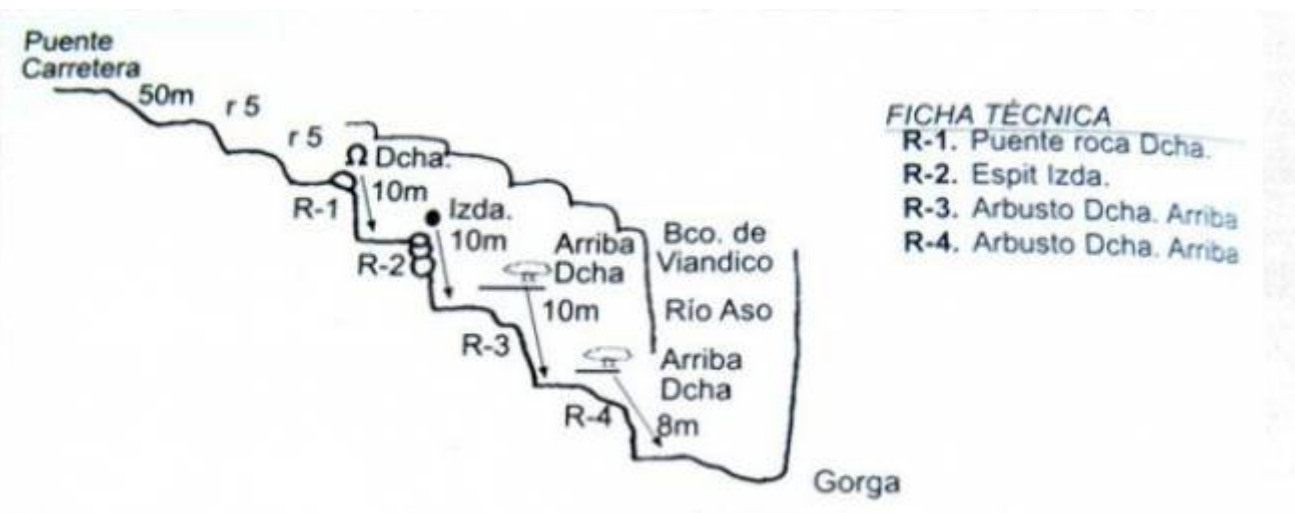 Puente
Carretera
50m
r 5
r 5
Ω Dcha.
10m
R-1
Izda.
10m
R-2
Arriba
Dcha
10m
R-3
Bco. de
Viandico
Río Aso
Arriba
Dcha
8m
R-4
Gorga
FICHA TÉCNICA
R-1. Puente roca Dcha.
R-2. Espit Izda.
R-3. Arbusto Dcha. Arriba
R-4. Arbusto Dcha. Arriba